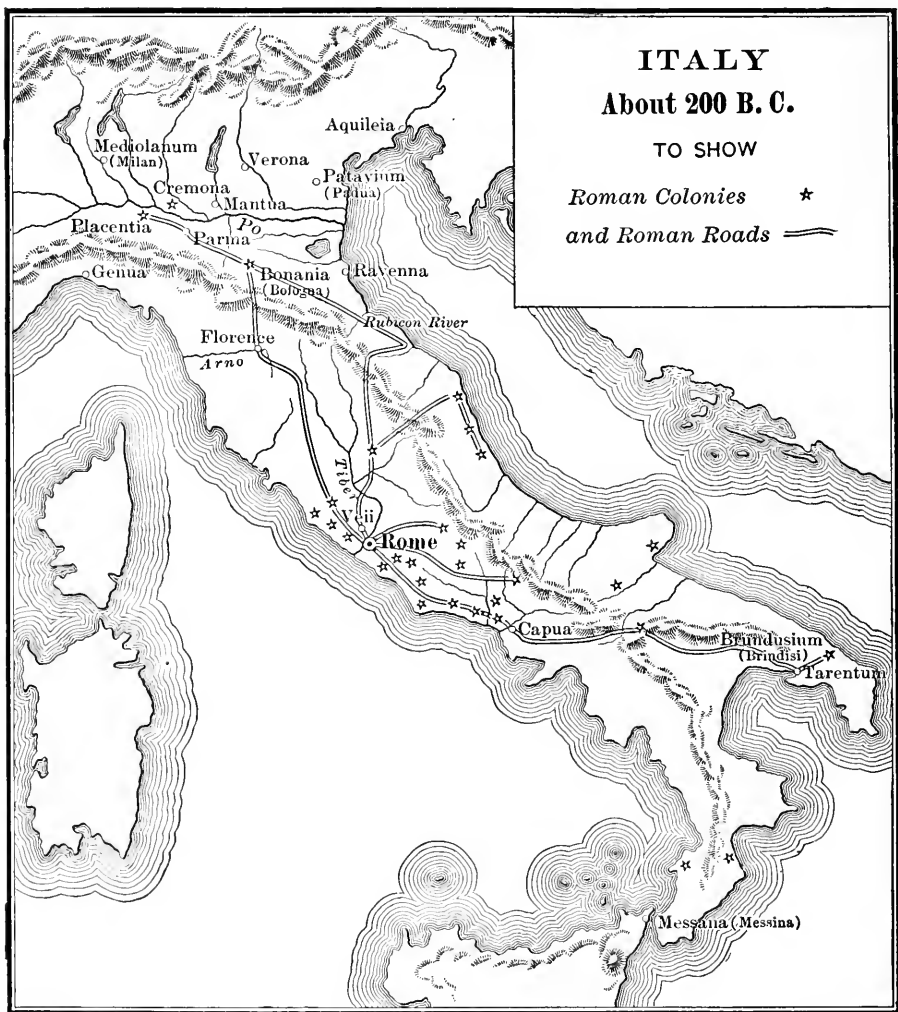 ITALY
About 200 B. C.
TO SHOW
Roman Colonies
and Roman Roads
Aquileia
Mediolanum
(Milan)
Verona
Patavium
(Padua)
Cremona
Mantua
Po
Placentia
Parma
Genua
Bonania
(Bologna)
Ravenna
Rubicon River
Florence
Arno
Tiber
Veii
Rome
Capua
Brundusium
(Brindisi)
Tarentum
Messana (Messina)